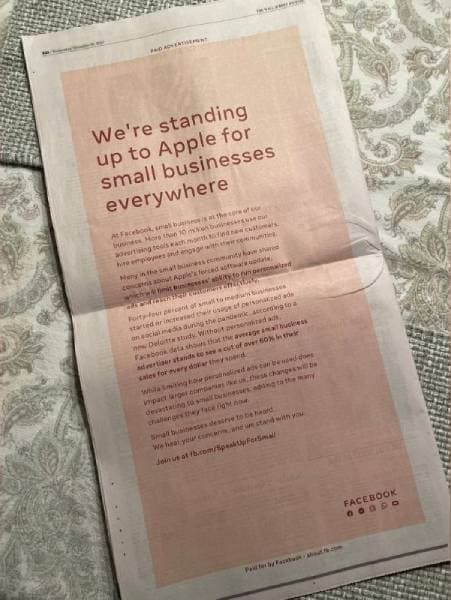 THE WALL STREET JOURNAL
PAID ADVERTISEMENT
We're standing
up to Apple for
small businesses
everywhere
At Facebook, small business is at the core of our
business. More than 10 million businesses use our
advertising tools each month to find new customers,
hire employees and engage with their communities.
Many in the small business community have shared
concerns about Apple's forced software update,
which will limit businesses' ability to run personalized
ads and reach their customers effectively.
Forty-four percent of small to medium businesses
started or increased their usage of personalized ads
on social media during the pandemic, according to a
new Deloitte study. Without personalized ads,
Facebook data shows that the average small business
advertiser stands to see a cut of over 60% in their
sales for every dollar they spend.
While limiting how personalized ads can be used does
impact larger companies like us, these changes will be
devastating to small businesses, adding to the many
challenges they face right now.
Small businesses deserve to be heard.
We hear your concerns, and we stand with you.
Join us at fb.com/SpeakUpForSmall
FACEBOOK
Paid for by Facebook - about.fb.com